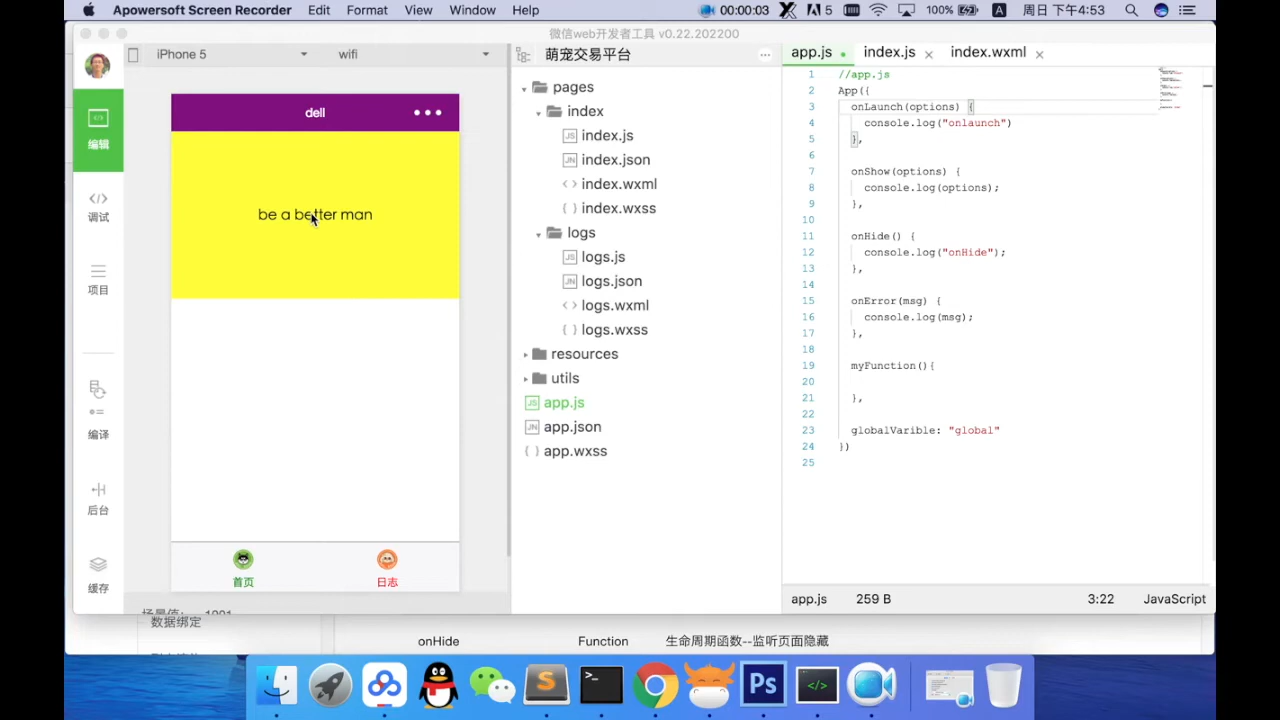 Apowersoft Screen Recorder Edit Format View Window Help 00:00:03 5 100% A 周日 下午4:53
微信web开发者工具 v0.22.202200
iPhone 5 wifi
萌宠交易平台 ...
app.js index.js index.wxml
编辑
调试
项目
编译
后台
缓存
dell
be a better man
首页 日志
1001
pages
index
JS index.js
JN index.json
<> index.wxml
{ } index.wxss
logs
JS logs.js
JN logs.json
<> logs.wxml
{ } logs.wxss
resources
utils
JS app.js
JN app.json
{ } app.wxss
1 //app.js
2 App({
3 onLaunch(options) {
4 console.log("onlaunch")
5 },
6
7 onShow(options) {
8 console.log(options);
9 },
10
11 onHide() {
12 console.log("onHide");
13 },
14
15 onError(msg) {
16 console.log(msg);
17 },
18
19 myFunction(){
20
21 },
22
23 globalVarible: "global"
24 })
25
app.js 259 B 3:22 JavaScript
数据绑定
onHide Function 生命周期函数--监听页面隐藏
S
>_
Ps
</>